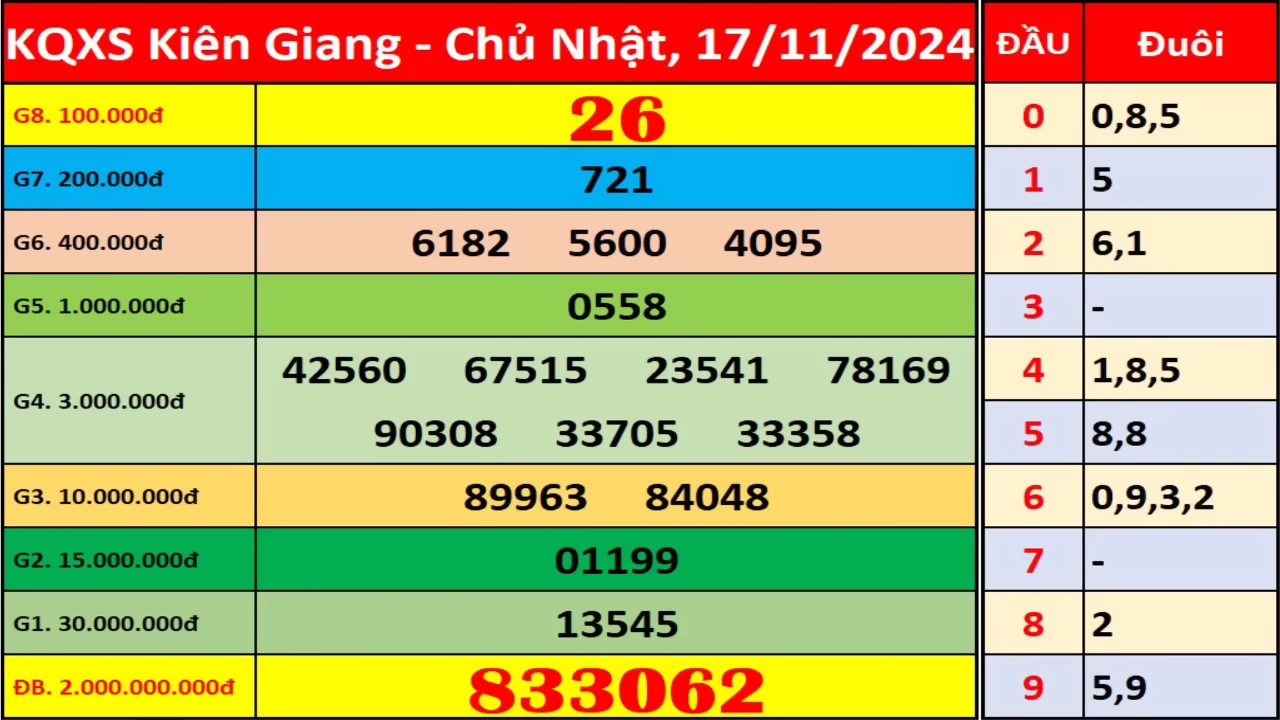 KQXS Kiên Giang - Chủ Nhật, 17/11/2024 ĐẦU Đuôi
G8. 100.000đ 26 0 0,8,5
G7. 200.000đ 721 1 5
G6. 400.000đ 6182 5600 4095 2 6,1
G5. 1.000.000đ 0558 3 -
G4. 3.000.000đ 42560 67515 23541 78169 4 1,8,5
90308 33705 33358 5 8,8
G3. 10.000.000đ 89963 84048 6 0,9,3,2
G2. 15.000.000đ 01199 7 -
G1. 30.000.000đ 13545 8 2
ĐB. 2.000.000.000đ 833062 9 5,9